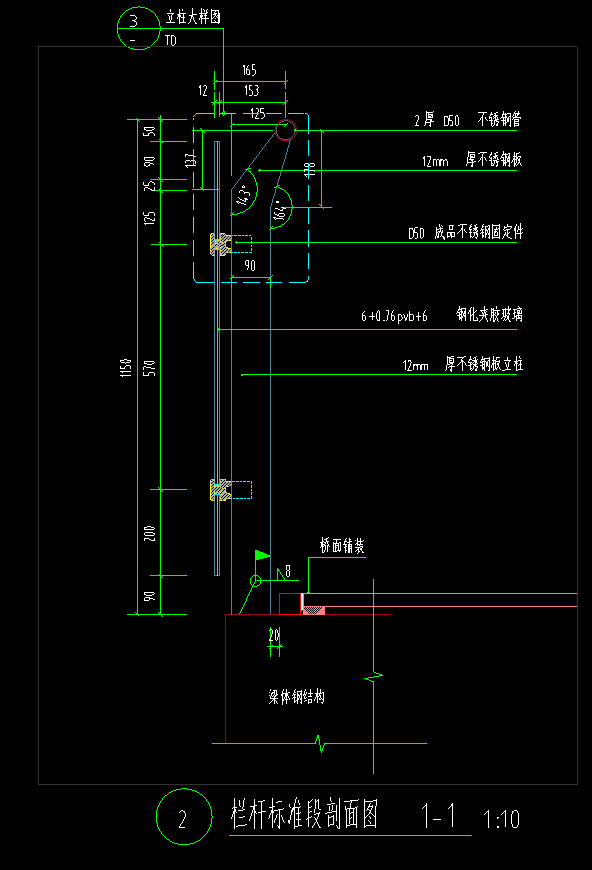 3 立柱大样图
- TD
165
12 153
125
50
2厚 D50 不锈钢管
137
178
90
12mm 厚不锈钢板
25
143°
164°
125
D50 成品不锈钢固定件
90
6+0.76pvb+6 钢化夹胶玻璃
1150
570
12mm 厚不锈钢板立柱
200
桥面铺装
8
90
20
梁体钢结构
2 栏杆标准段剖面图 1-1 1:10